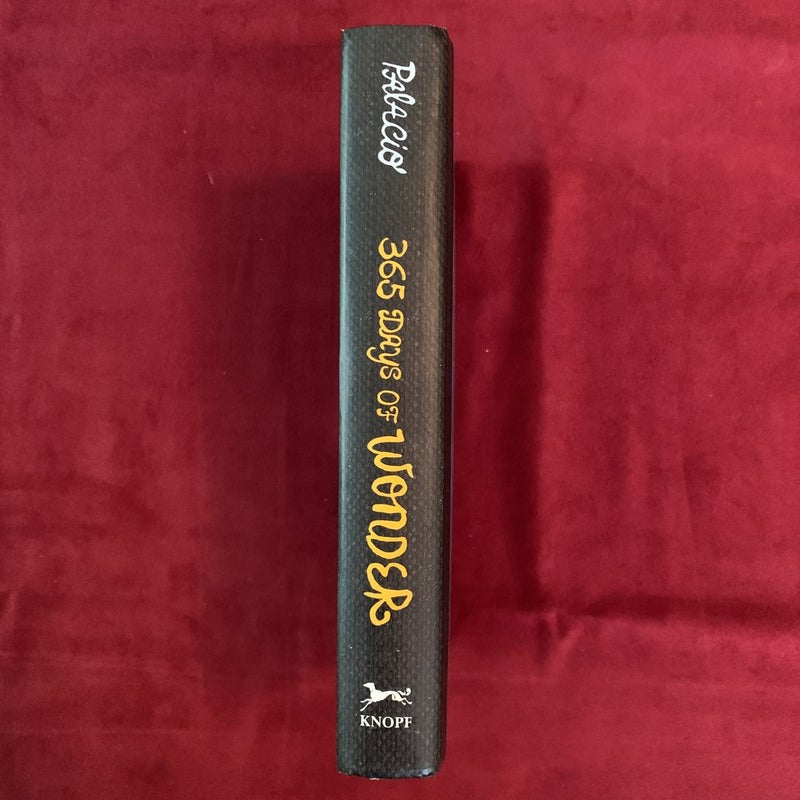 PALACIO
365 DAYS OF WONDER
KNOPF